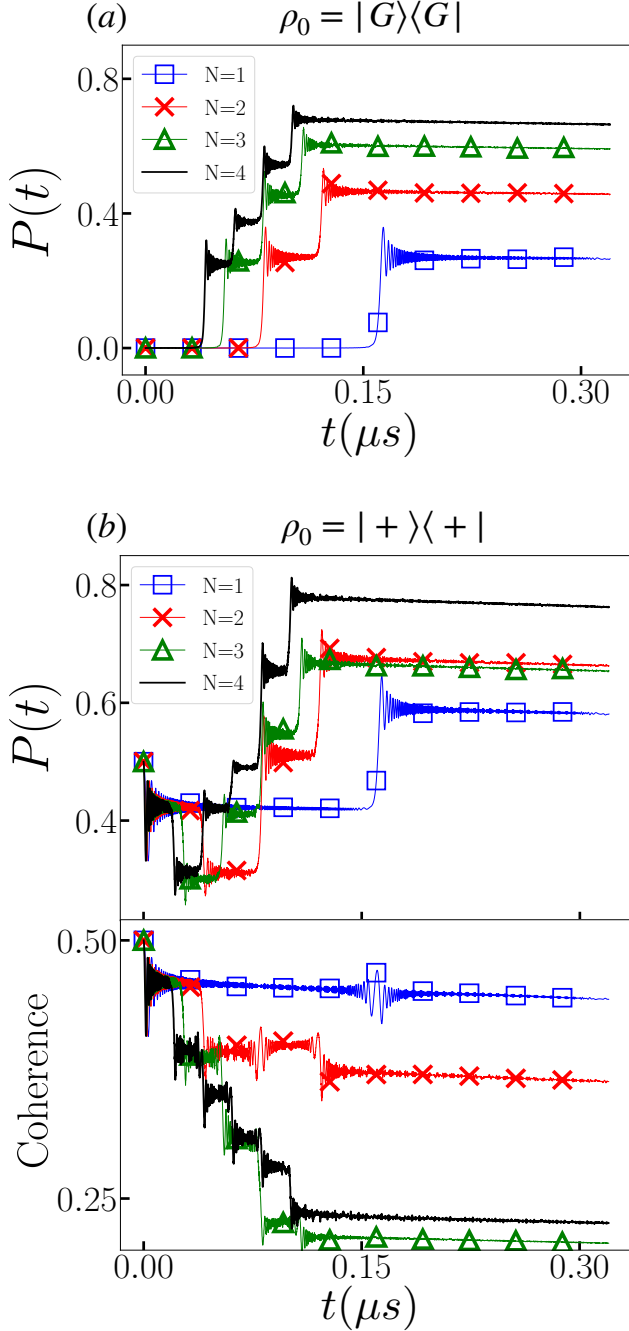 (a) ρ₀ = |G⟩⟨G|
0.8
N=1
N=2
N=3
N=4
0.4
0.0
P(t)
0.00 0.15 0.30
t(μs)
(b) ρ₀ = |+⟩⟨+|
0.8
N=1
N=2
N=3
N=4
0.6
0.4
P(t)
0.50
0.25
Coherence
0.00 0.15 0.30
t(μs)